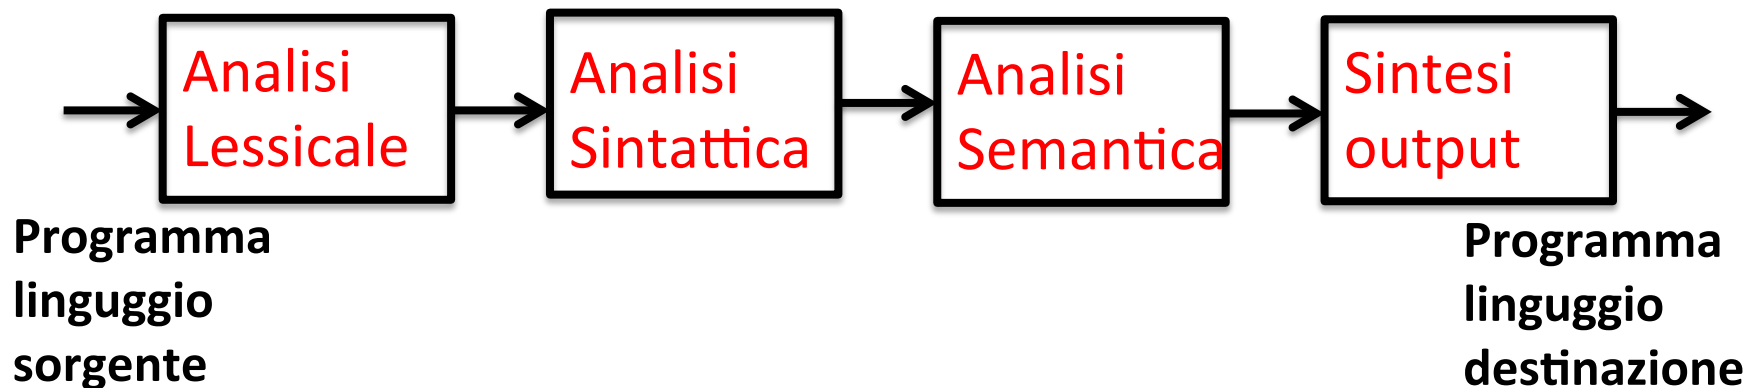 Analisi
Lessicale
Analisi
Sintattica
Analisi
Semantica
Sintesi
output
Programma
linguggio
sorgente
Programma
linguggio
destinazione